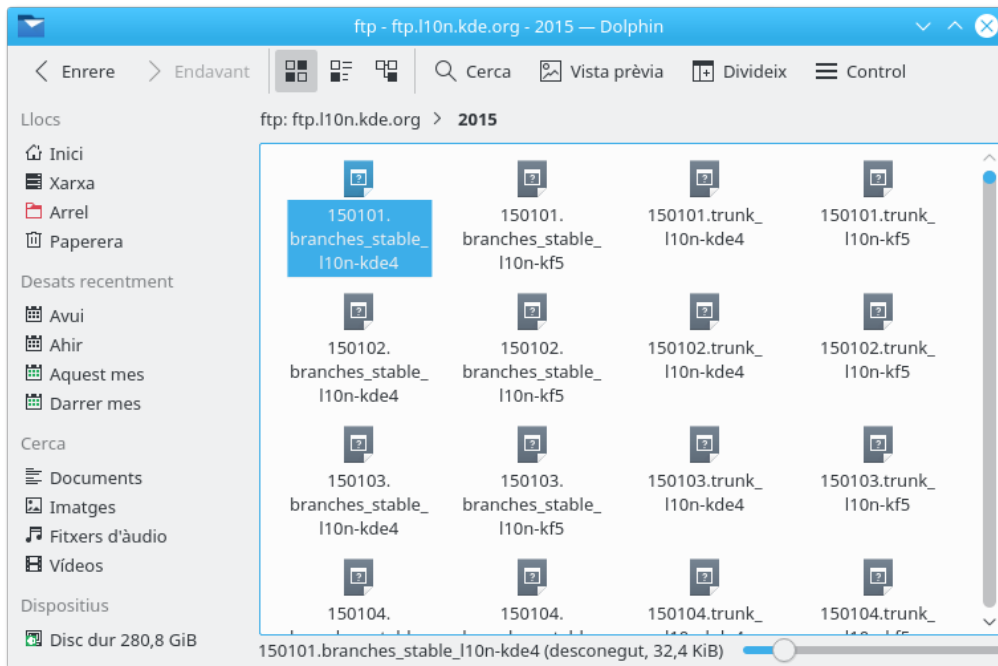 ftp - ftp.l10n.kde.org - 2015 — Dolphin
Enrere Endavant Cerca Vista prèvia Divideix Control
Llocs
Inici
Xarxa
Arrel
Paperera
Desats recentment
Avui
Ahir
Aquest mes
Darrer mes
Cerca
Documents
Imatges
Fitxers d'àudio
Vídeos
Dispositius
Disc dur 280,8 GiB
ftp: ftp.l10n.kde.org > 2015
150101.
branches_stable_
l10n-kde4
150101.
branches_stable_
l10n-kf5
150101.trunk_
l10n-kde4
150101.trunk_
l10n-kf5
150102.
branches_stable_
l10n-kde4
150102.
branches_stable_
l10n-kf5
150102.trunk_
l10n-kde4
150102.trunk_
l10n-kf5
150103.
branches_stable_
l10n-kde4
150103.
branches_stable_
l10n-kf5
150103.trunk_
l10n-kde4
150103.trunk_
l10n-kf5
150104.
150104.
150104.trunk_
150104.trunk_
150101.branches_stable_l10n-kde4 (desconegut, 32,4 KiB)